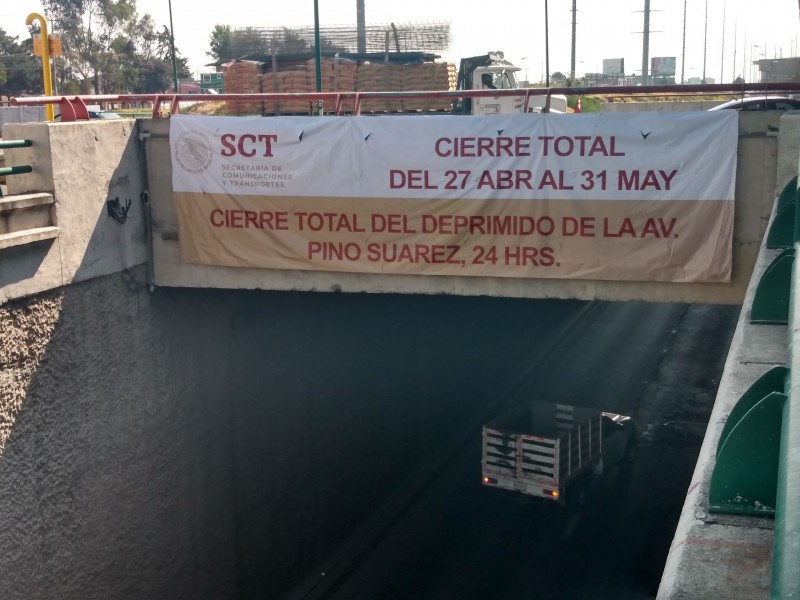 SCT
SECRETARÍA DE
COMUNICACIONES
Y TRANSPORTES
CIERRE TOTAL
DEL 27 ABR AL 31 MAY
CIERRE TOTAL DEL DEPRIMIDO DE LA AV.
PINO SUAREZ, 24 HRS.